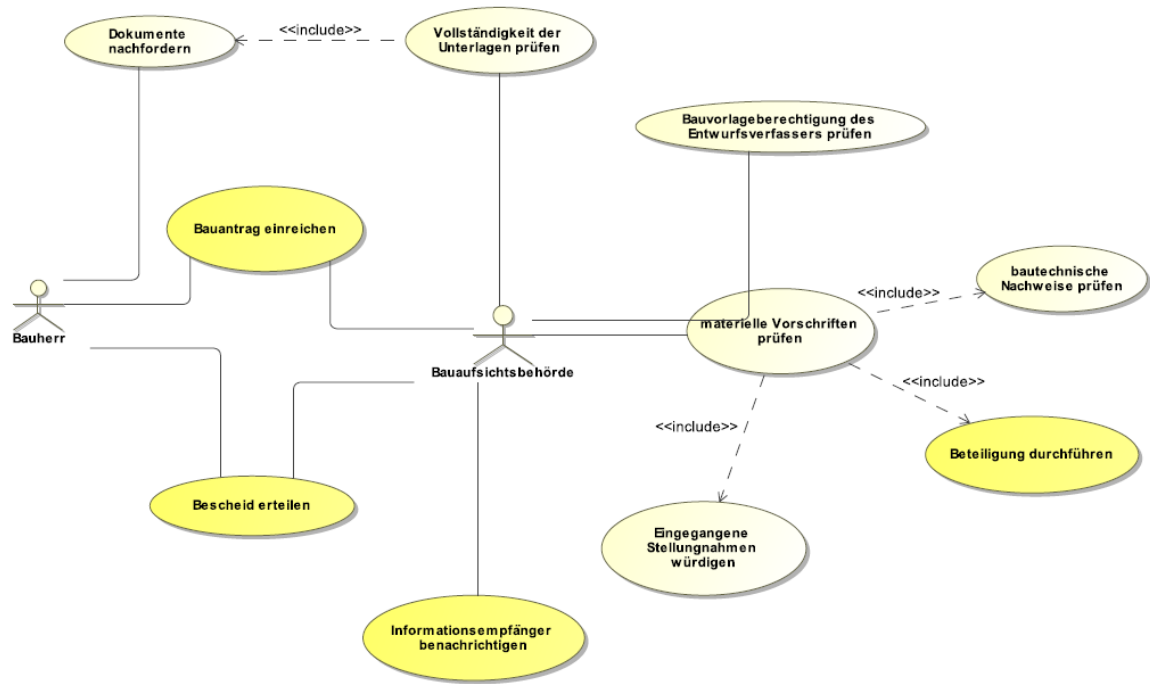 Dokumente
nachfordern
<<include>>
Vollständigkeit der
Unterlagen prüfen
Bauvorlageberechtigung des
Entwurfsverfassers prüfen
Bauantrag einreichen
bautechnische
Nachweise prüfen
<<include>>
Bauherr
materielle Vorschriften
prüfen
Bauaufsichtsbehörde
<<include>>
<<include>>
Beteiligung durchführen
Bescheid erteilen
Eingegangene
Stellungnahmen
würdigen
Informationsempfänger
benachrichtigen